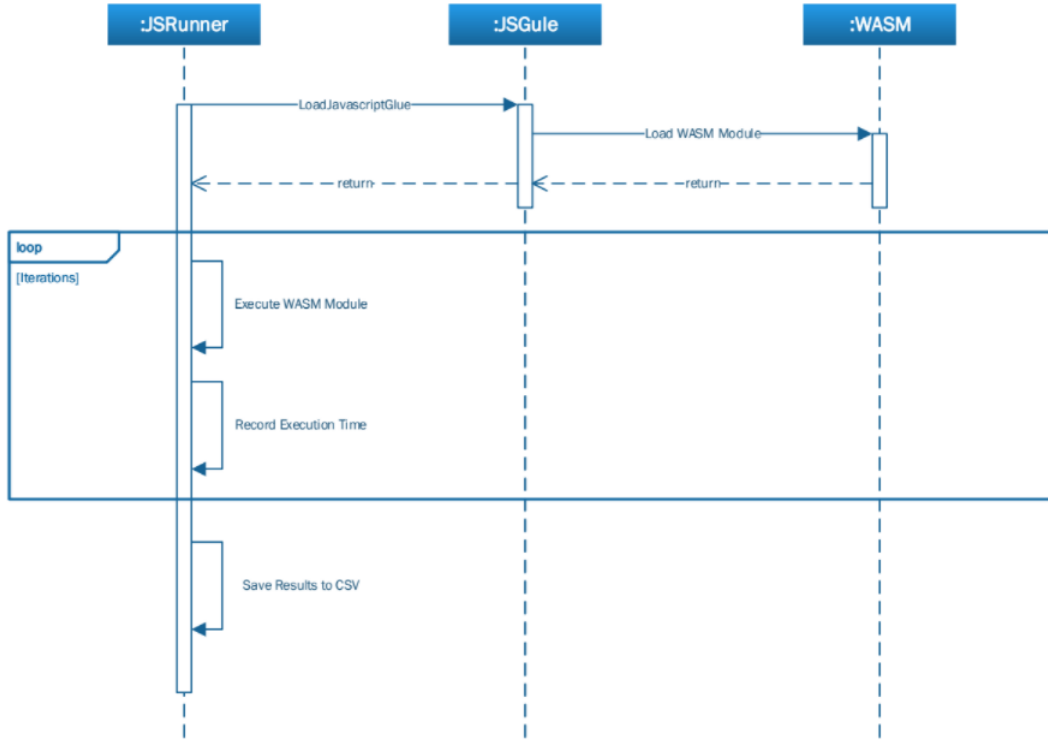 :JSRunner
:JSGule
:WASM
LoadJavascriptGlue
Load WASM Module
return
return
loop
[Iterations]
Execute WASM Module
Record Execution Time
Save Results to CSV